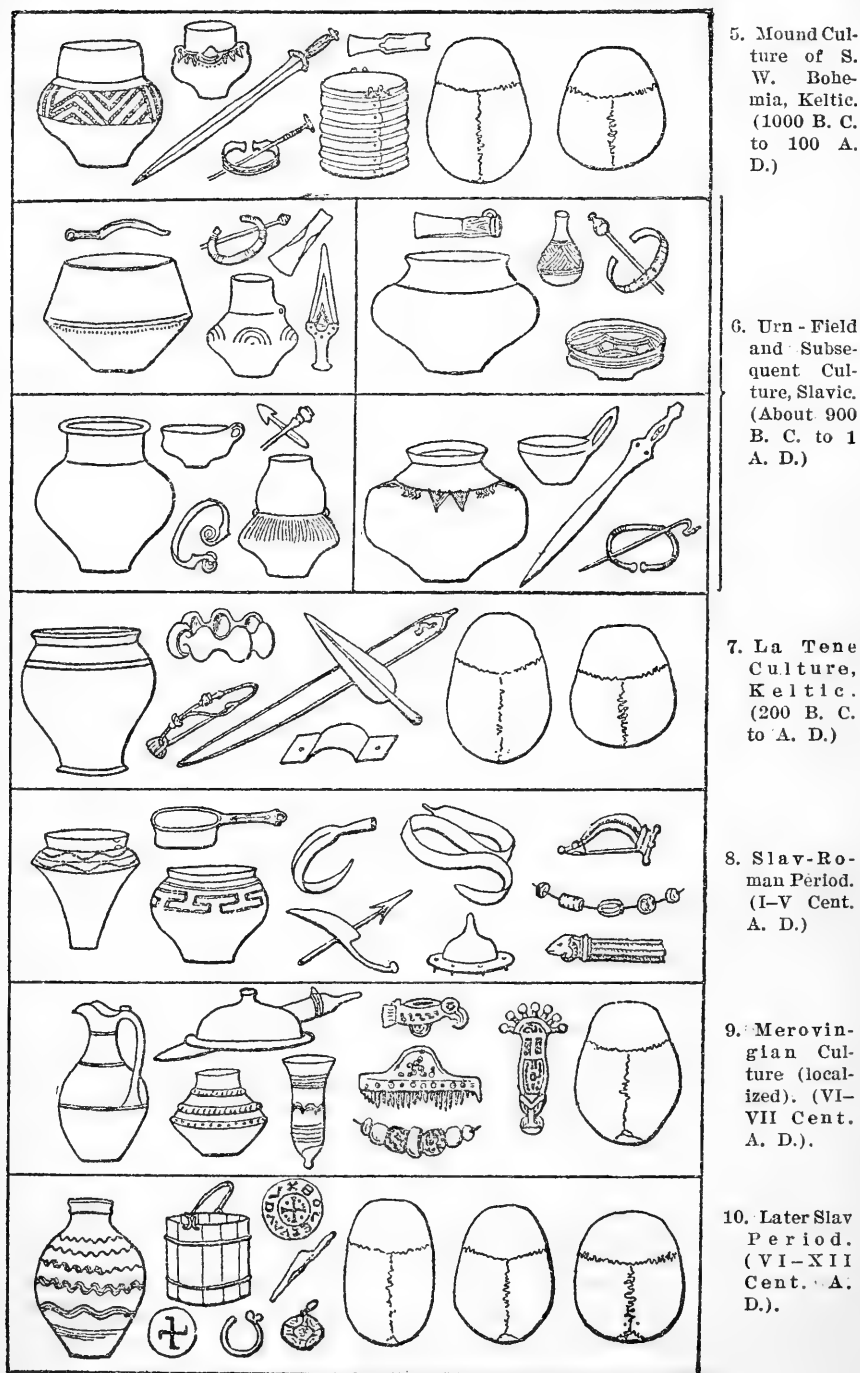 5. Mound Cul-
ture of S.
W. Bohe-
mia, Keltic.
(1000 B. C.
to 100 A.
D.)
6. Urn-Field
and Subse-
quent Cul-
ture, Slavic.
(About 900
B. C. to 1
A. D.)
7. La Tene
Culture,
Keltic.
(200 B. C.
to A. D.)
8. Slav-Ro-
man Period.
(I–V Cent.
A. D.)
9. Merovin-
gian Cul-
ture (local-
ized). (VI–
VII Cent.
A. D.).
10. Later Slav
Period.
(VI–XII
Cent. A.
D.).